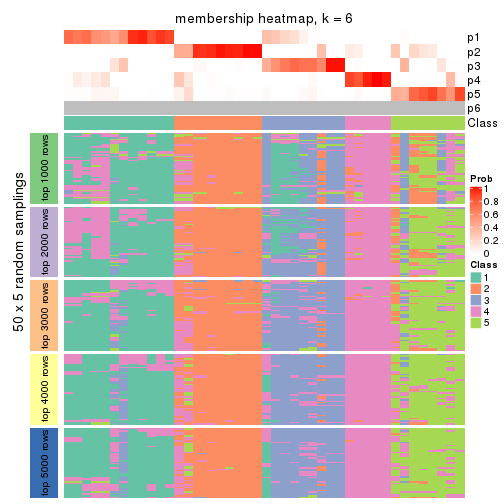 membership heatmap, k = 6
p1
p2
p3
p4
p5
p6
Class
50 x 5 random samplings
top 1000 rows
top 2000 rows
top 3000 rows
top 4000 rows
top 5000 rows
Prob
1
0.8
0.6
0.4
0.2
0
Class
1
2
3
4
5